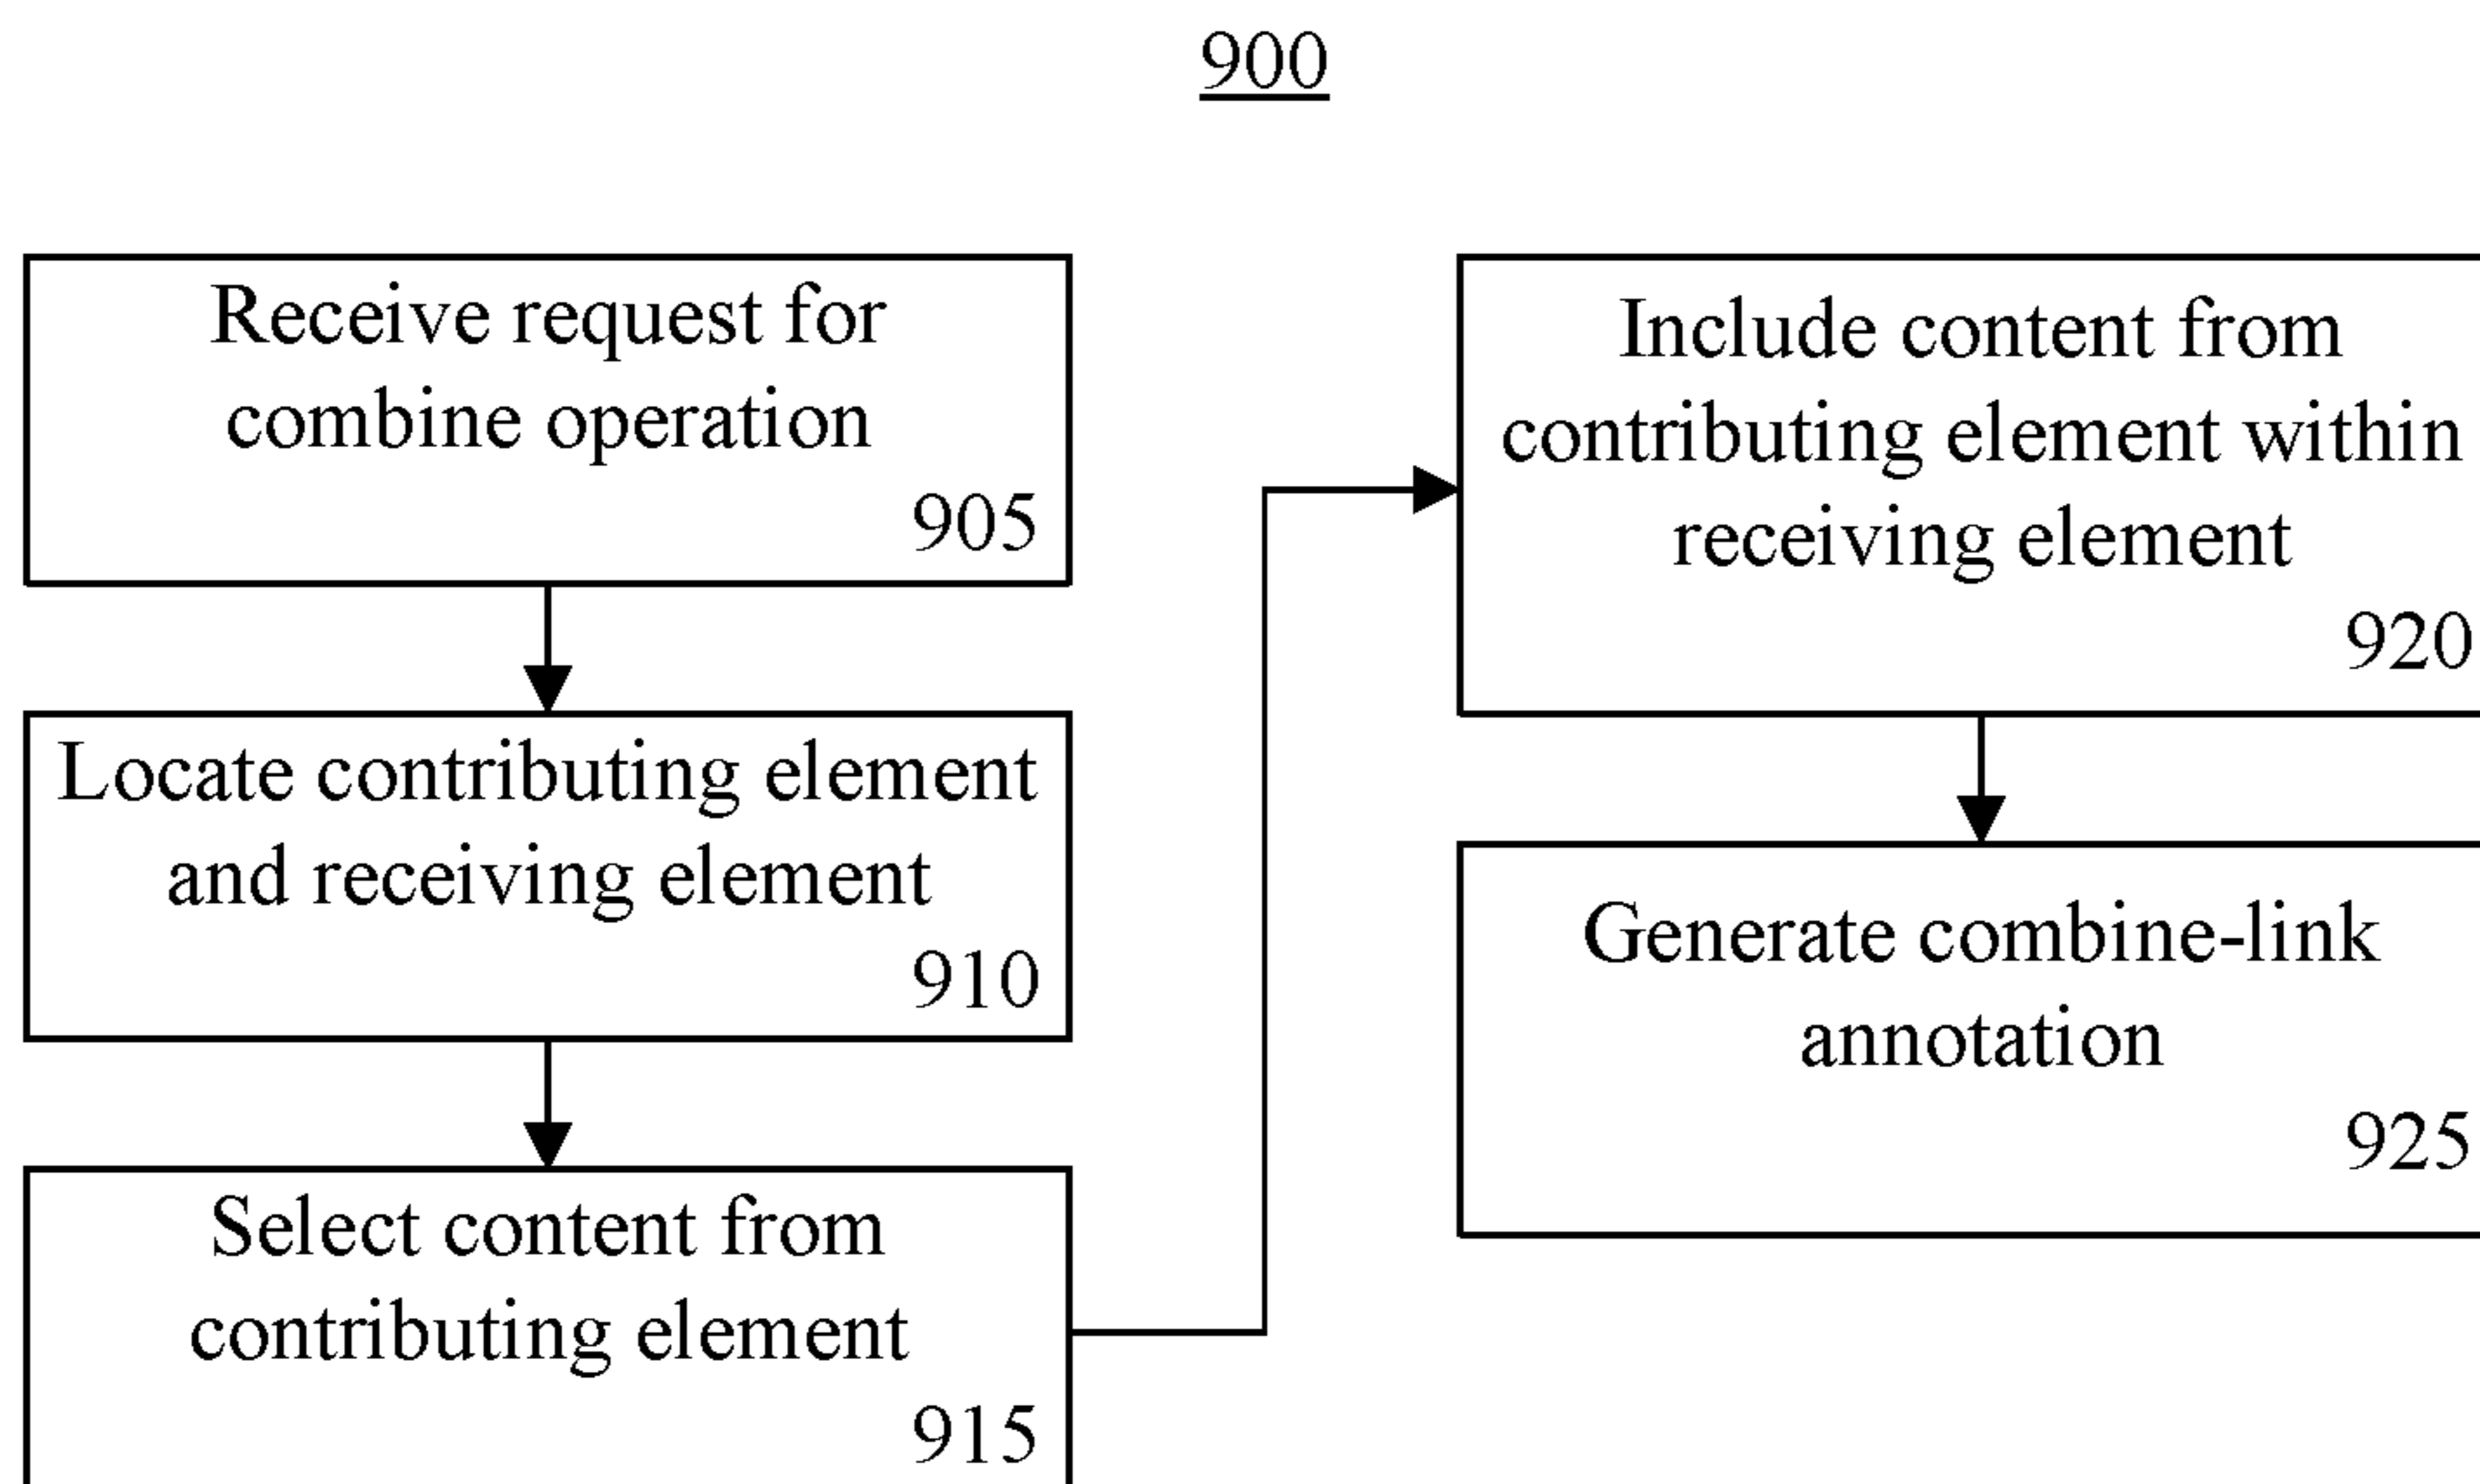 900
Receive request for
combine operation
905
Locate contributing element
and receiving element
910
Select content from
contributing element
915
Include content from
contributing element within
receiving element
920
Generate combine-link
annotation
925